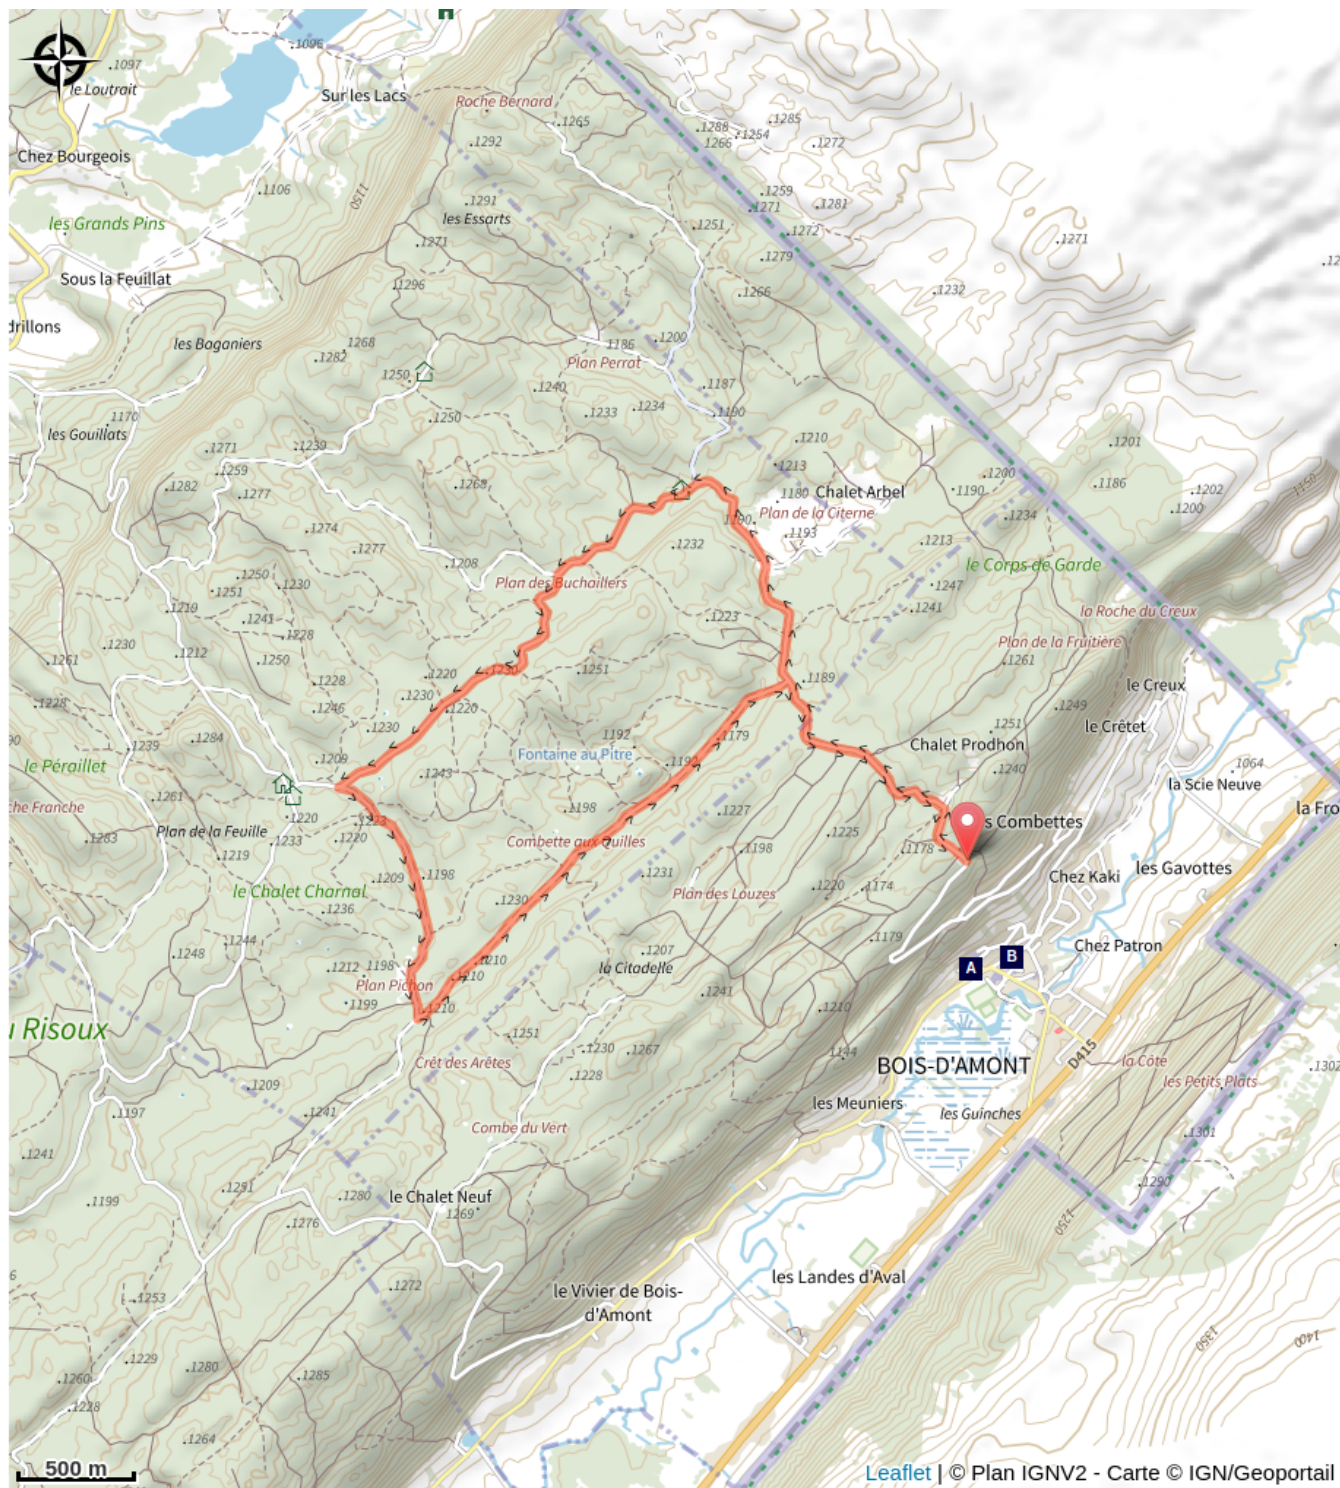 .1096
.1097
le Loutrait
Sur les Lacs
Roche Bernard
.1265
.1288
.1285
.1254
1266
.1272
.1292
Chez Bourgeois
.1106
1150
.1259
.1271
.1281
.1291
les Essarts
les Grands Pins
.1251
.1272
.1271
.1271
.1279
Sous la Feuillat
.1296
.1266
.1232
drillons
les Baganiers
.1268
.1282
1186
.1200
Plan Perrat
1250
.1240
.1187
.1170
les Gouillats
.1250
.1233
.1234
.1190
.1271
.1239
.1210
.1201
.1259
.1282
.1277
.1268
.1213
.1200
.1186
.1202
1150
1180
Chalet Arbel
.1190
.1200
Plan de la Citerne
1190
.1193
.1234
.1274
.1277
.1232
.1213
.1208
le Corps de Garde
.1250
.1230
.1251
Plan des Buchaillers
.1247
.1241
.1219
.1241
.1223
la Roche du Creux
.1228
.1230
.1212
Plan de la Fruitière
.1261
.1250
.1251
.1261
.1220
.1230
.1189
.1228
.1228
.1230
le Creux
.1246
.1220
.1249
.1230
.1251
le Crêtet
.1284
.1239
1192
.1179
Chalet Prodhon
le Péraillet
.1209
Fontaine au Pitre
.1192
.1243
.1240
.1064
la Scie Neuve
che Franche
.1261
.1198
.1227
la Fro
.1220
.1223
s Combettes
Plan de la Feuille
.1233
.1220
.1225
.1283
Combette aux Quilles
.1219
.1198
.1178
les Gavottes
.1209
.1198
.1231
Chez Kaki
le Chalet Charnal
.1220
.1174
Plan des Louzes
.1236
.1230
.1179
.1244
.1207
Chez Patron
.1248
.1212
1198
.1210
la Citadelle
A
B
Plan Pichon
.1210
.1199
.1210
.1241
.1210
u Risoux
.1251
.1230
.1267
.1144
D415
Crêt des Arêtes
BOIS-D'AMONT
la Côte
.1302
.1209
.1228
les Petits Plats
.1197
.1241
les Meuniers
les Guinches
Combe du Vert
.1301
.1241
.1251
.1280
le Chalet Neuf
.1290
.1199
1269
.1276
1250
.1272
les Landes d'Aval
.1253
le Vivier de Bois-
d'Amont
1350
1400
.1229
.1280
.1285
.1260
.1228
.1264
500 m
Leaflet | © Plan IGNV2 - Carte © IGN/Geoportail